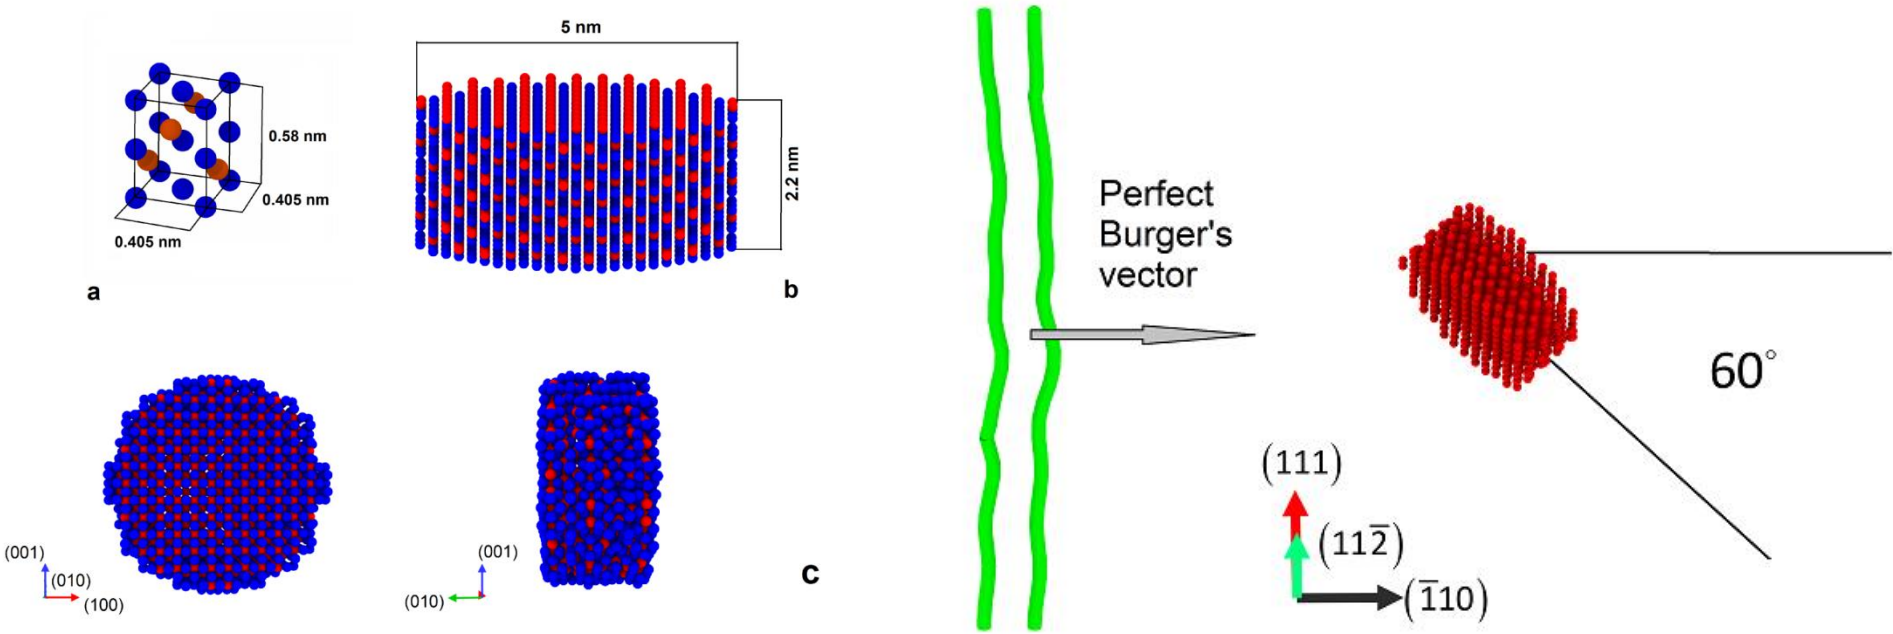 0.58 nm
0.405 nm
0.405 nm
a
5 nm
2.2 nm
b
(001)
(010)
(100)
(001)
(010)
c
Perfect
Burger's
vector
60°
(111)
(112̅)
(1̅10)